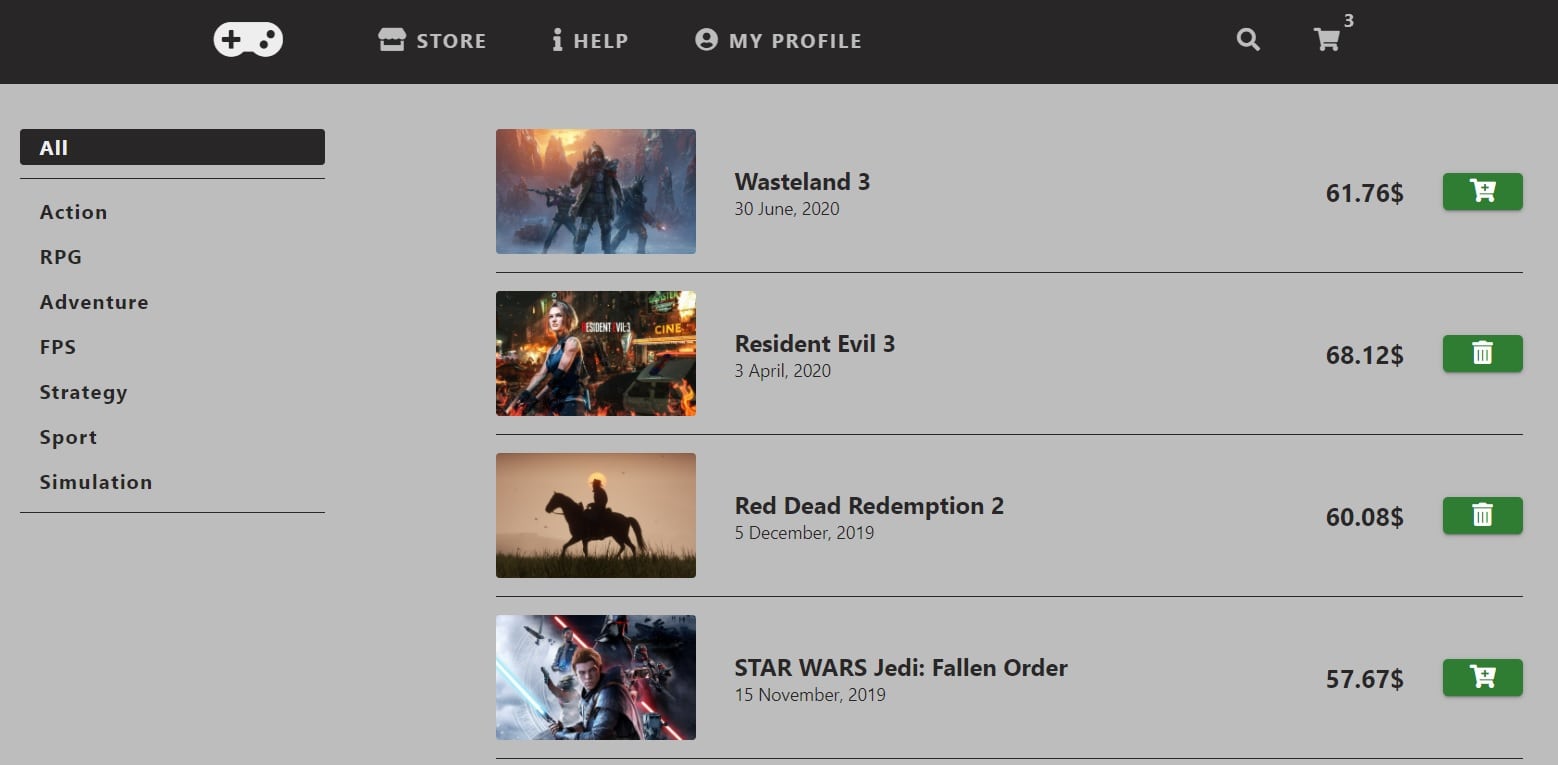 STORE
HELP
MY PROFILE
3
All
Action
RPG
Adventure
FPS
Strategy
Sport
Simulation
Wasteland 3
30 June, 2020
61.76$
RESIDENT EVIL 3
CINE
Resident Evil 3
3 April, 2020
68.12$
Red Dead Redemption 2
5 December, 2019
60.08$
STAR WARS Jedi: Fallen Order
15 November, 2019
57.67$